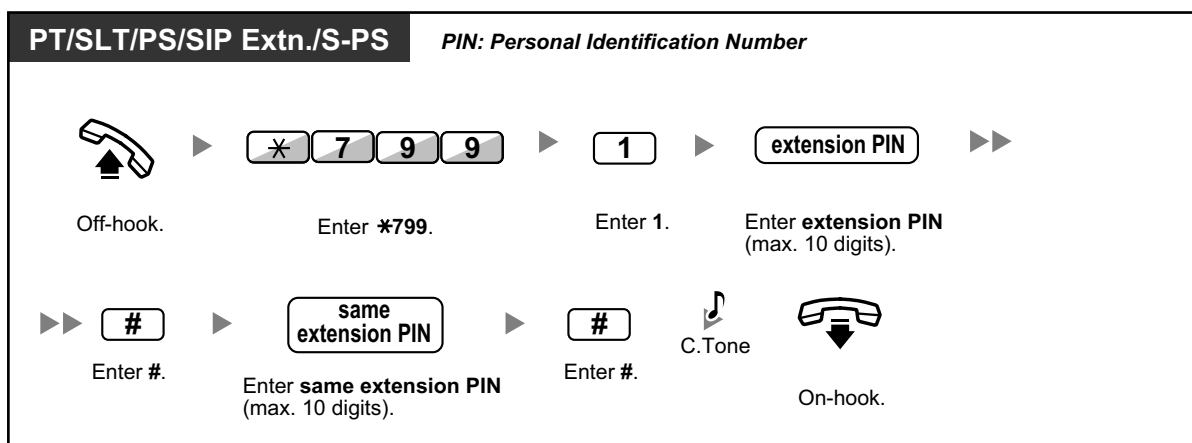 PT/SLT/PS/SIP Extn./S-PS
PIN: Personal Identification Number
* 7 9 9
1
extension PIN
Off-hook.
Enter *799.
Enter 1.
Enter extension PIN
(max. 10 digits).
#
same
extension PIN
#
C.Tone
Enter #.
Enter same extension PIN
(max. 10 digits).
Enter #.
On-hook.